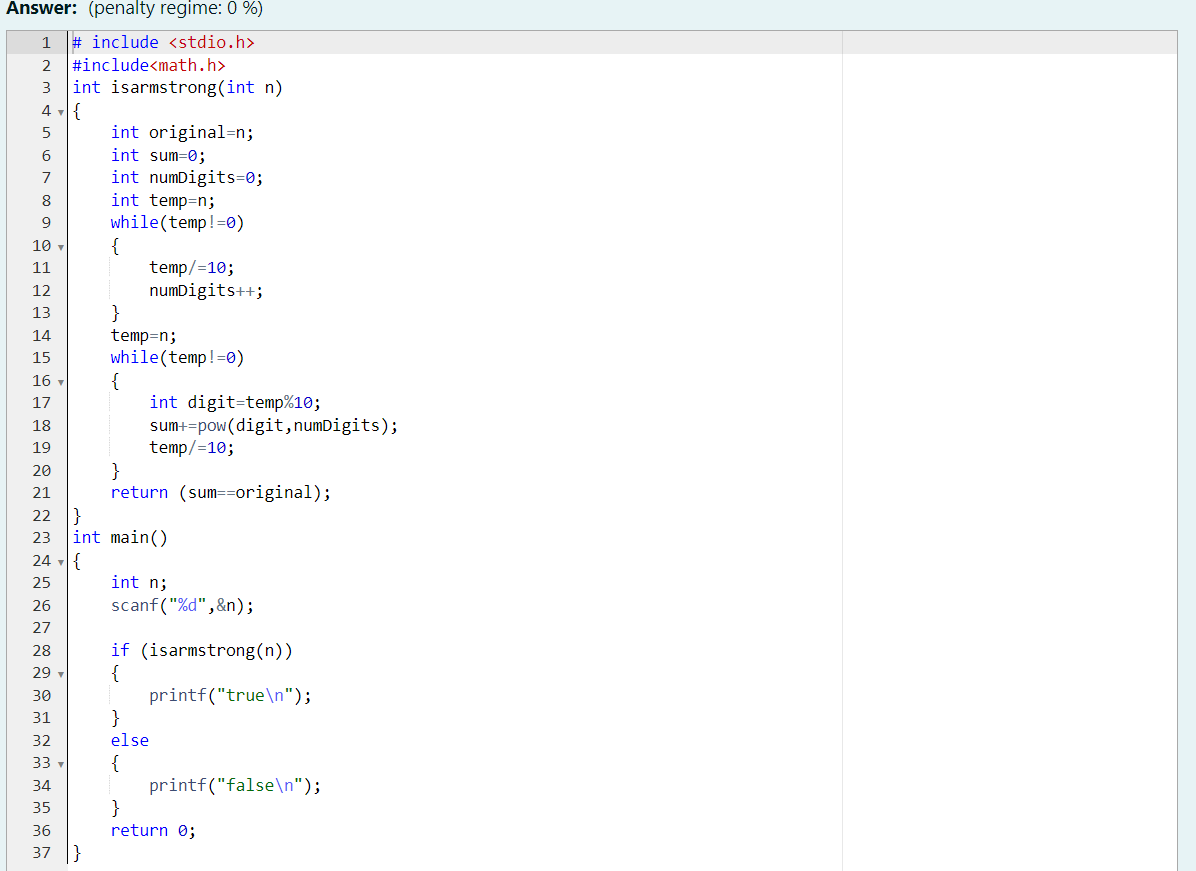 Answer: (penalty regime: 0 %)
1 # include <stdio.h>
2 #include<math.h>
3 int isarmstrong(int n)
4 {
5     int original=n;
6     int sum=0;
7     int numDigits=0;
8     int temp=n;
9     while(temp!=0)
10     {
11         temp/=10;
12         numDigits++;
13     }
14     temp=n;
15     while(temp!=0)
16     {
17         int digit=temp%10;
18         sum+=pow(digit,numDigits);
19         temp/=10;
20     }
21     return (sum==original);
22 }
23 int main()
24 {
25     int n;
26     scanf("%d",&n);
27
28     if (isarmstrong(n))
29     {
30         printf("true\n");
31     }
32     else
33     {
34         printf("false\n");
35     }
36     return 0;
37 }